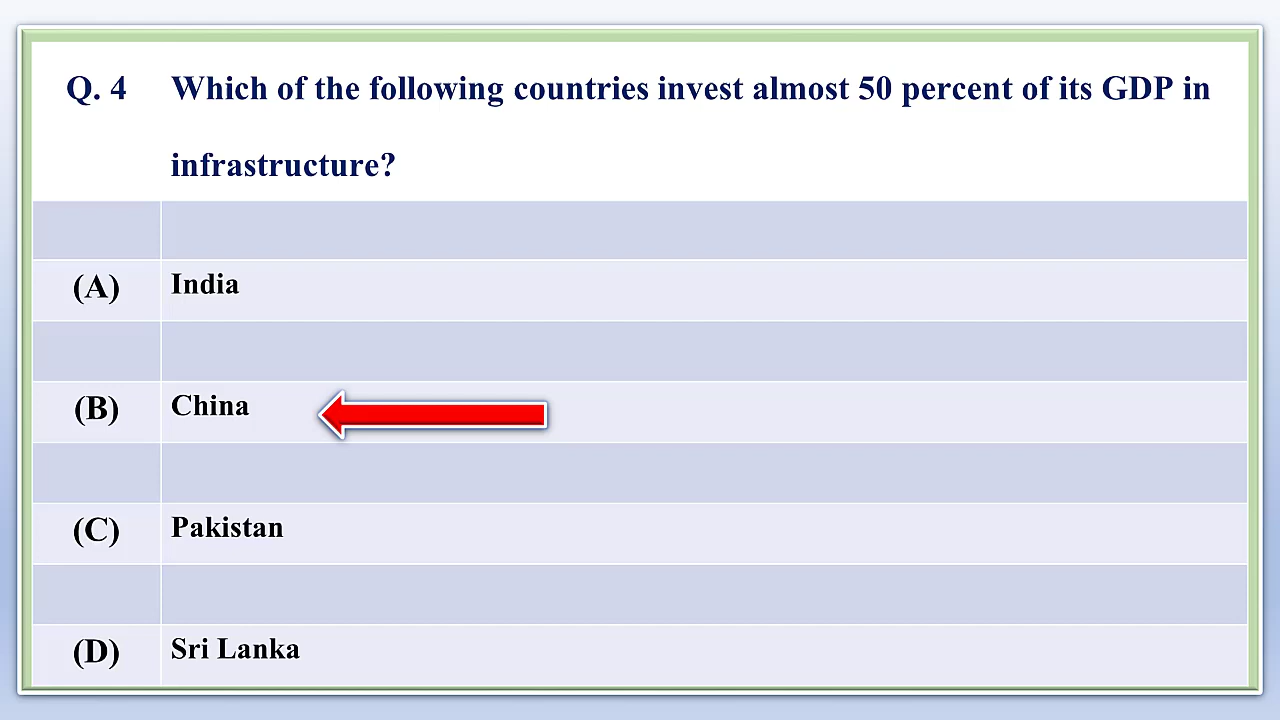 Q. 4 Which of the following countries invest almost 50 percent of its GDP in
infrastructure?
(A) India
(B) China
(C) Pakistan
(D) Sri Lanka